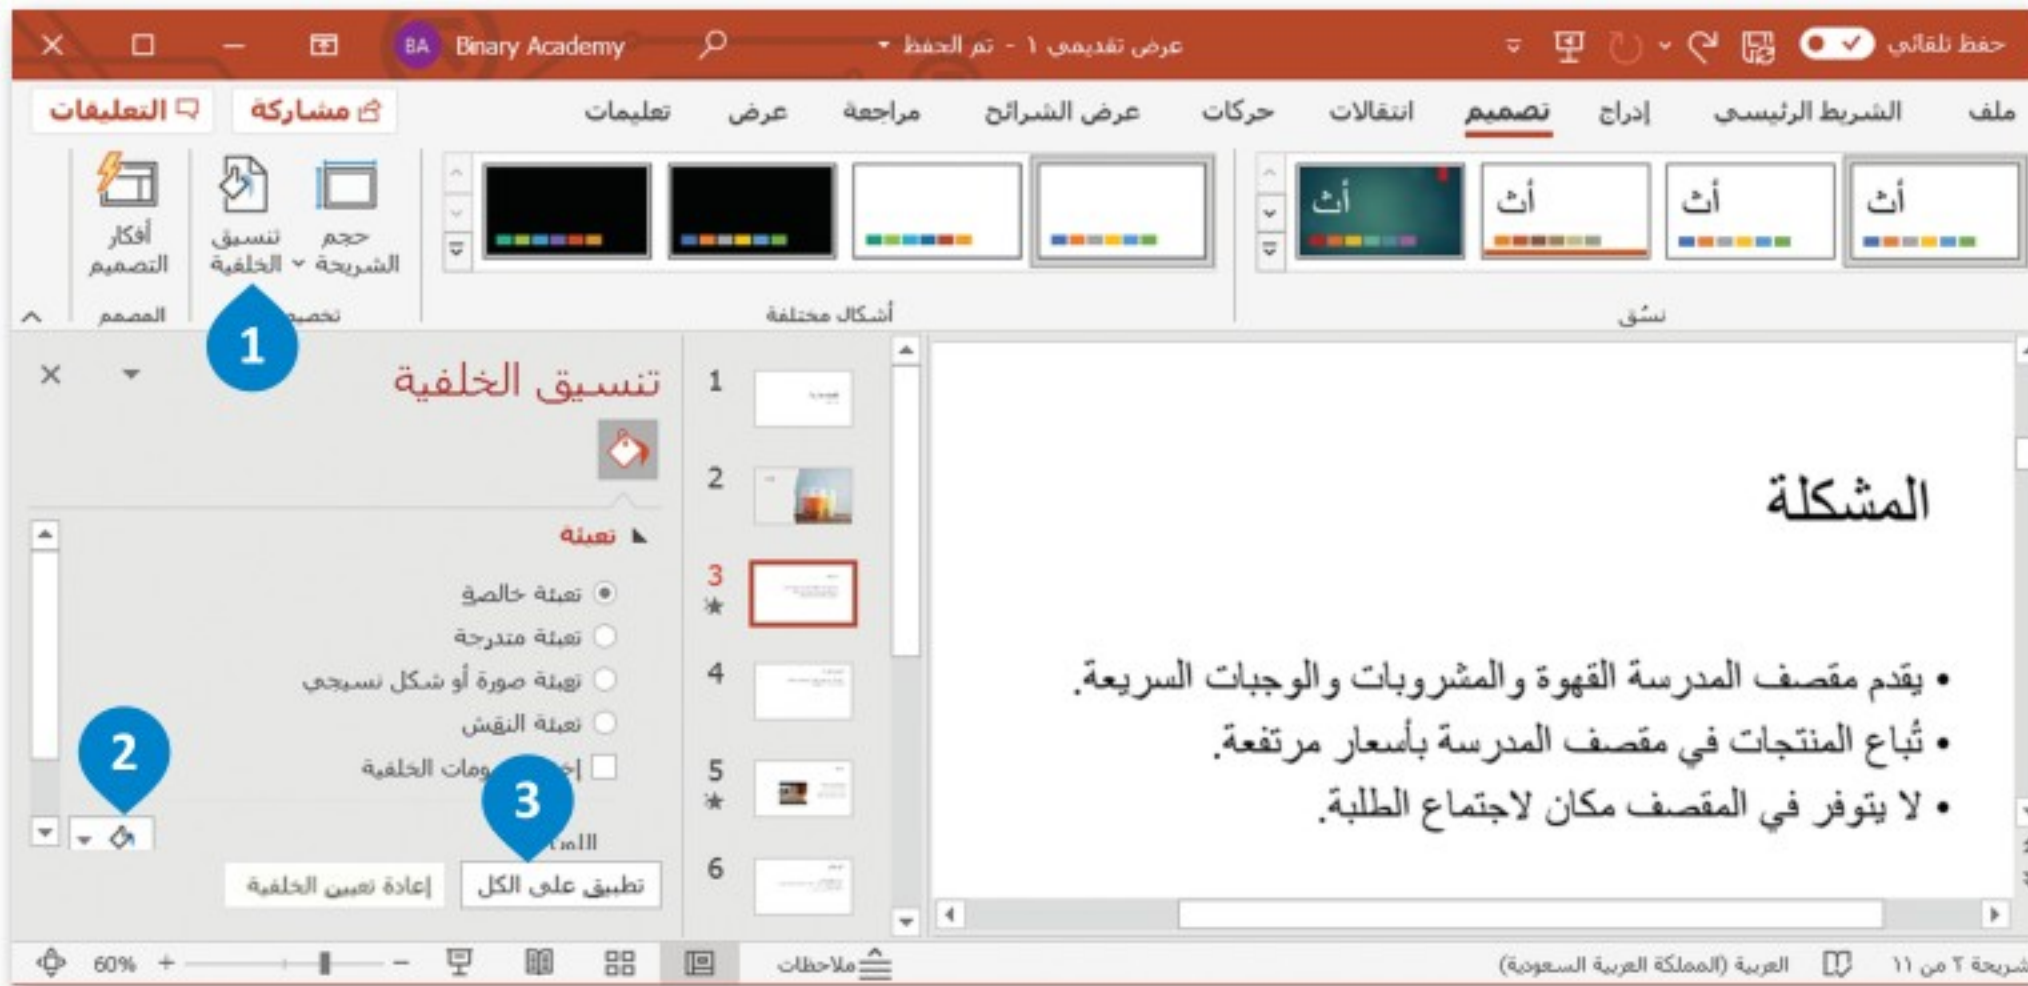 حفظ تلقائي
عرض تقديمي ١ - تم الحفظ
Binary Academy
BA
ملف
الشريط الرئيسي
إدراج
تصميم
انتقالات
حركات
عرض الشرائح
مراجعة
عرض
تعليمات
مشاركة
التعليقات
أث
أث
أث
أث
حجم
الشريحة
تنسيق
الخلفية
أفكار
التصميم
نسُق
أشكال مختلفة
المصمم
1
المشكلة
• يقدم مقصف المدرسة القهوة والمشروبات والوجبات السريعة.
• تُباع المنتجات في مقصف المدرسة بأسعار مرتفعة.
• لا يتوفر في المقصف مكان لاجتماع الطلبة.
1
2
3
4
5
6
تنسيق الخلفية
تعبئة
تعبئة خالصة
تعبئة متدرجة
تعبئة صورة أو شكل نسيجي
تعبئة النقش
الخلفية
2
3
تطبيق على الكل
إعادة تعيين الخلفية
شريحة ٣ من ١١
العربية (المملكة العربية السعودية)
ملاحظات
60%